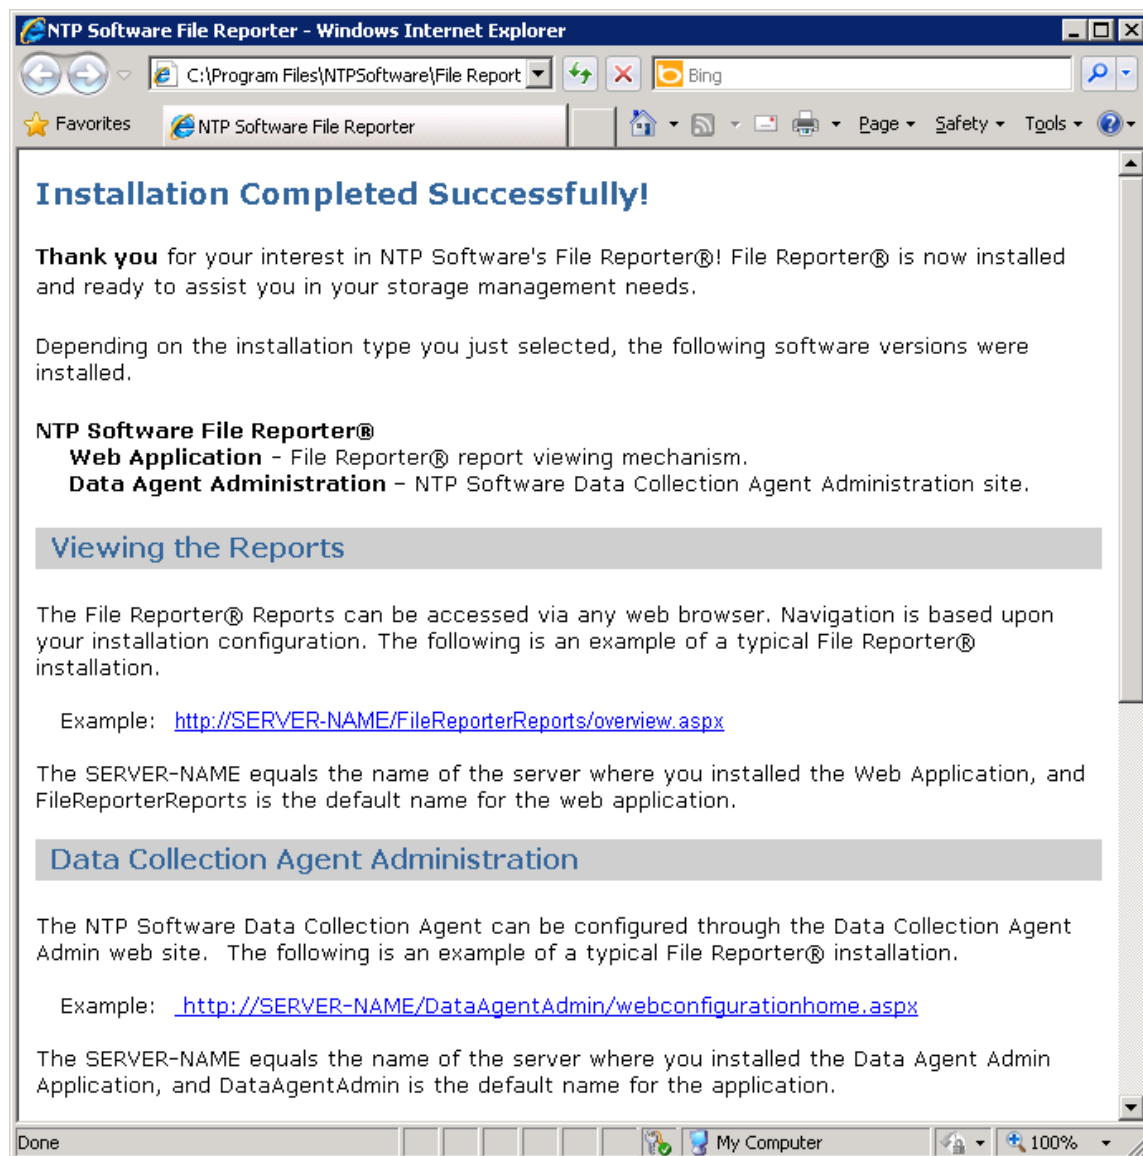 NTP Software File Reporter - Windows Internet Explorer
C:\Program Files\NTPSoftware\File Report
Bing
Favorites
NTP Software File Reporter
Page
Safety
Tools
Installation Completed Successfully!
Thank you for your interest in NTP Software's File Reporter®! File Reporter® is now installed
and ready to assist you in your storage management needs.
Depending on the installation type you just selected, the following software versions were
installed.
NTP Software File Reporter®
Web Application – File Reporter® report viewing mechanism.
Data Agent Administration – NTP Software Data Collection Agent Administration site.
Viewing the Reports
The File Reporter® Reports can be accessed via any web browser. Navigation is based upon
your installation configuration. The following is an example of a typical File Reporter®
installation.
Example: http://SERVER-NAME/FileReporterReports/overview.aspx
The SERVER-NAME equals the name of the server where you installed the Web Application, and
FileReporterReports is the default name for the web application.
Data Collection Agent Administration
The NTP Software Data Collection Agent can be configured through the Data Collection Agent
Admin web site. The following is an example of a typical File Reporter® installation.
Example: http://SERVER-NAME/DataAgentAdmin/webconfigurationhome.aspx
The SERVER-NAME equals the name of the server where you installed the Data Agent Admin
Application, and DataAgentAdmin is the default name for the application.
Done
My Computer
100%